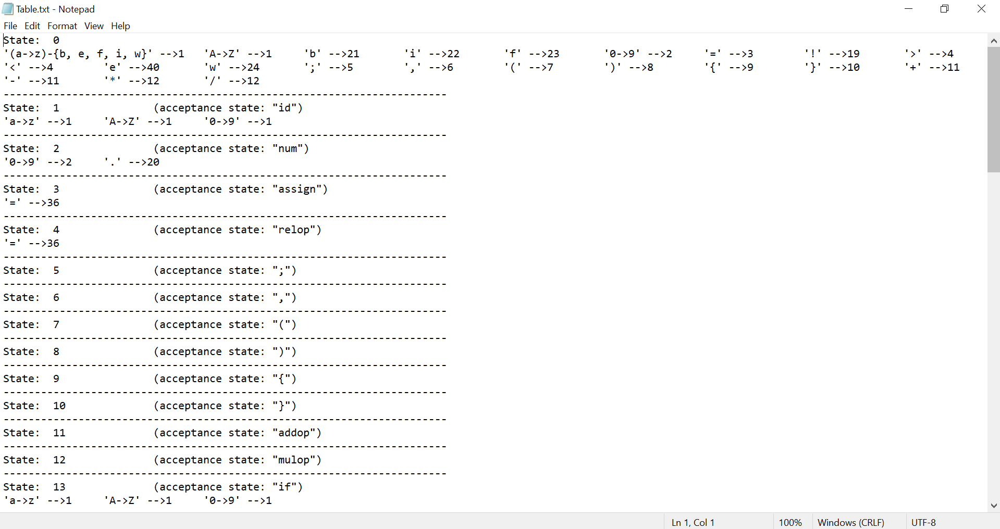 Table.txt - Notepad
File Edit Format View Help
State:  0
'(a->z)-{b, e, f, i, w}' -->1   'A->Z' -->1     'b' -->21       'i' -->22       'f' -->23       '0->9' -->2     '=' -->3        '!' -->19       '>' -->4
'<' -->4        'e' -->40       'w' -->24       ';' -->5        ',' -->6        '(' -->7        ')' -->8        '{' -->9        '}' -->10       '+' -->11
'-' -->11       '*' -->12       '/' -->12
-----------------------------------------------------------------------
State:  1               (acceptance state: "id")
'a->z' -->1     'A->Z' -->1     '0->9' -->1
-----------------------------------------------------------------------
State:  2               (acceptance state: "num")
'0->9' -->2     '.' -->20
-----------------------------------------------------------------------
State:  3               (acceptance state: "assign")
'=' -->36
-----------------------------------------------------------------------
State:  4               (acceptance state: "relop")
'=' -->36
-----------------------------------------------------------------------
State:  5               (acceptance state: ";")
-----------------------------------------------------------------------
State:  6               (acceptance state: ",")
-----------------------------------------------------------------------
State:  7               (acceptance state: "(")
-----------------------------------------------------------------------
State:  8               (acceptance state: ")")
-----------------------------------------------------------------------
State:  9               (acceptance state: "{")
-----------------------------------------------------------------------
State:  10              (acceptance state: "}")
-----------------------------------------------------------------------
State:  11              (acceptance state: "addop")
-----------------------------------------------------------------------
State:  12              (acceptance state: "mulop")
-----------------------------------------------------------------------
State:  13              (acceptance state: "if")
'a->z' -->1     'A->Z' -->1     '0->9' -->1
Ln 1, Col 1 100% Windows (CRLF) UTF-8